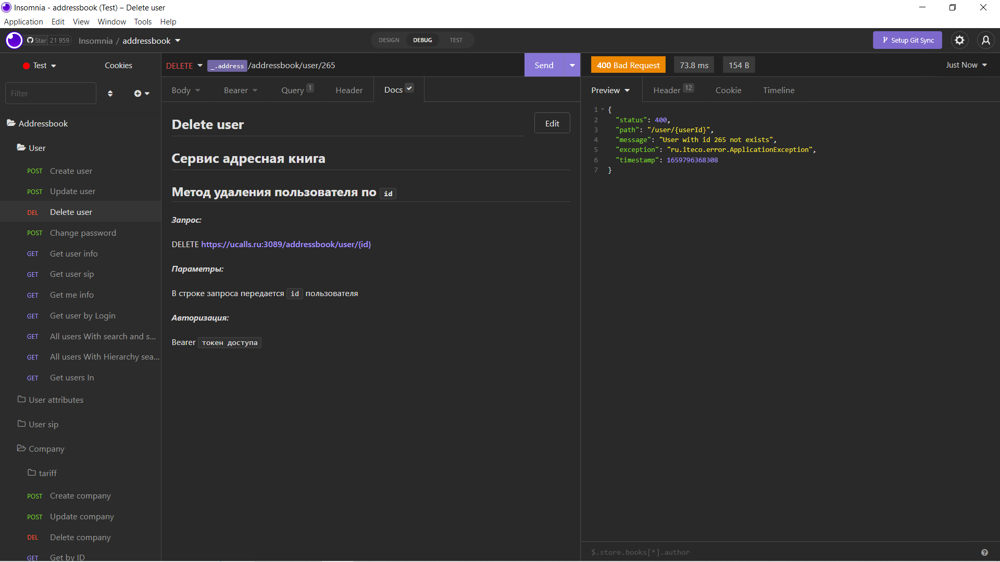 Insomnia - addressbook (Test) – Delete user
Application Edit View Window Tools Help
Star 21 959 Insomnia / addressbook DESIGN DEBUG TEST Setup Git Sync
Test Cookies
Filter
Addressbook
User
POST Create user
POST Update user
DEL Delete user
POST Change password
GET Get user info
GET Get user sip
GET Get me info
GET Get user by Login
GET All users With search and s...
GET All users With Hierarchy sea...
GET Get users In
User attributes
User sip
Company
tariff
POST Create company
POST Update company
DEL Delete company
GET Get by ID
DELETE _.address /addressbook/user/265 Send
Body Bearer Query 1 Header Docs
Delete user Edit
Сервис адресная книга
Метод удаления пользователя по id
Запрос:
DELETE https://ucalls.ru:3089/addressbook/user/{id}
Параметры:
В строке запроса передается id пользователя
Авторизация:
Bearer токен доступа
400 Bad Request 73.8 ms 154 B Just Now
Preview Header 12 Cookie Timeline
1 {
2 "status": 400,
3 "path": "/user/{userId}",
4 "message": "User with id 265 not exists",
5 "exception": "ru.iteco.error.ApplicationException",
6 "timestamp": 1659796368308
7 }
$.store.books[*].author